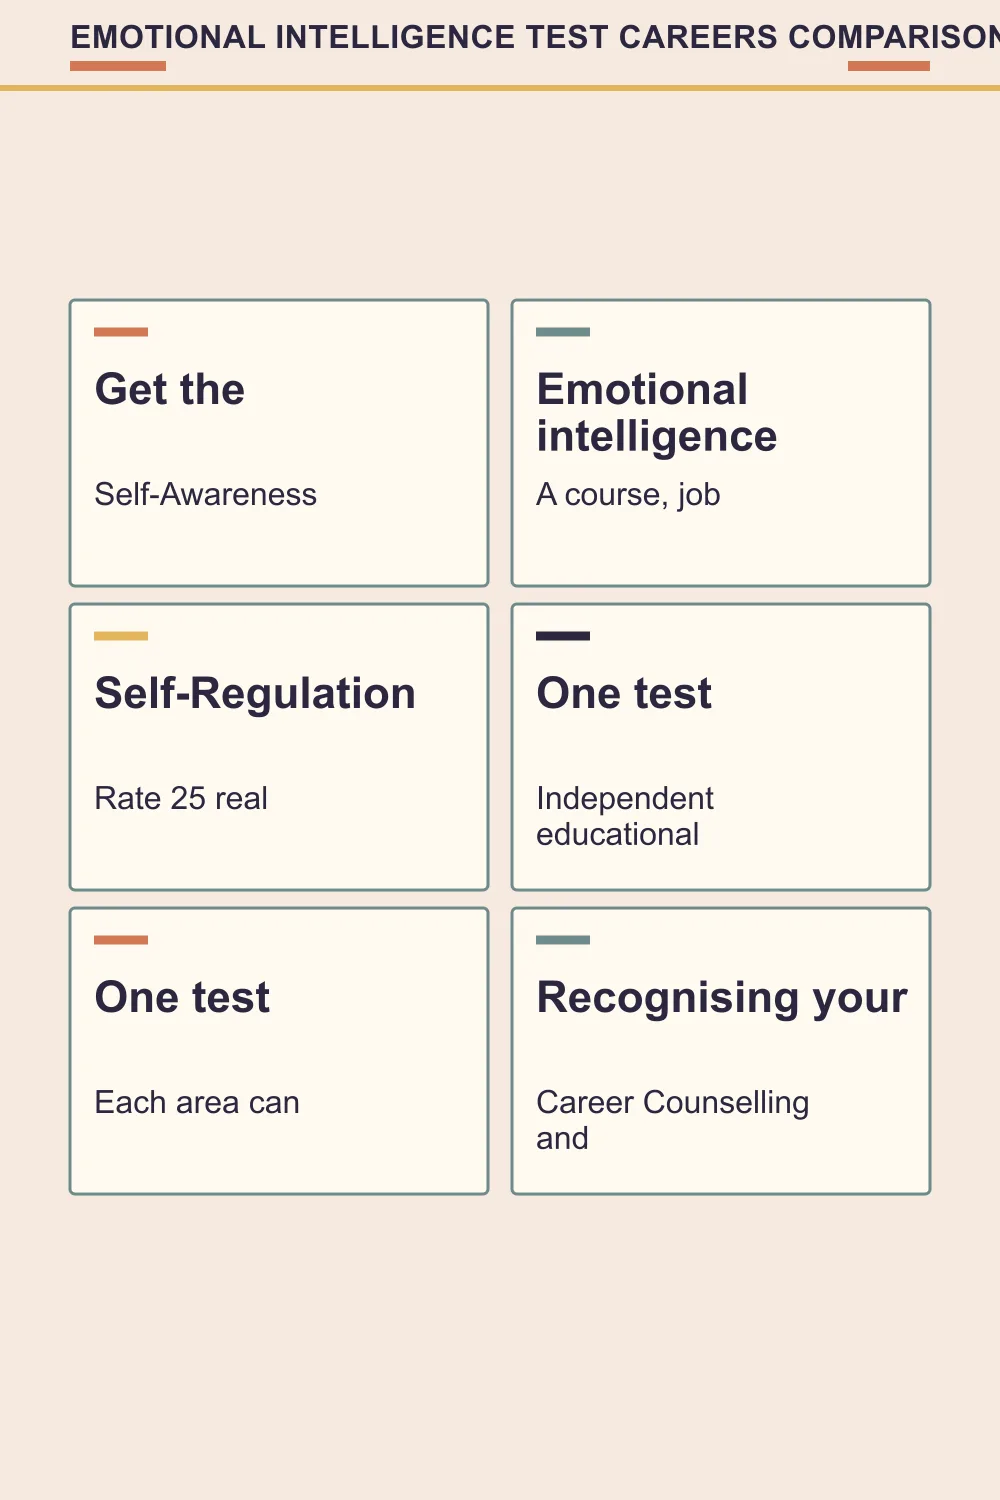 EMOTIONAL INTELLIGENCE TEST CAREERS COMPARISON
Get the
Self-Awareness
Emotional
intelligence
A course, job
Self-Regulation
Rate 25 real
One test
Independent
educational
One test
Each area can
Recognising your
Career Counselling
and